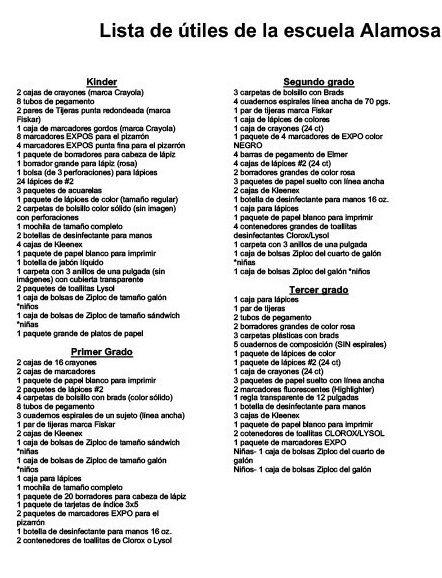 Lista de útiles de la escuela Alamosa
Kinder
2 cajas de crayones (marca Crayola)
8 tubos de pegamento
2 pares de Tijeras punta redondeada (marca
Fiskar)
1 caja de marcadores gordos (marca Crayola)
8 marcadores EXPOS para el pizarrón
4 marcadores EXPOS punta fina para el pizarrón
1 paquete de borradores para cabeza de lápiz
1 borrador grande para lápiz (rosa)
1 bolsa (de 3 perforaciones) para lápices
24 lápices de #2
3 paquetes de acuarelas
1 paquete de lápices de color (tamaño regular)
2 carpetas de bolsillo color sólido (sin imagen)
con perforaciones
1 mochila de tamaño completo
2 botellas de desinfectante para manos
4 cajas de Kleenex
1 paquete de papel blanco para imprimir
1 botella de jabón líquido
1 carpeta con 3 anillos de una pulgada (sin
imágenes) con cubierta transparente
2 paquetes de toallitas Lysol
1 caja de bolsas de Ziploc de tamaño galón
*niños
1 caja de bolsas de Ziploc de tamaño sándwich
*niñas
1 paquete grande de platos de papel
Primer Grado
2 cajas de 16 crayones
2 cajas de marcadores
1 paquete de papel blanco para imprimir
2 paquetes de lápices #2
4 carpetas de bolsillo con brads (color sólido)
8 tubos de pegamento
3 cuadernos espirales de un sujeto (línea ancha)
1 par de tijeras marca Fiskar
2 cajas de Kleenex
1 caja de bolsas de Ziploc de tamaño sándwich
*niñas
1 caja de bolsas de Ziploc de tamaño galón
*niños
1 caja para lápices
1 mochila de tamaño completo
1 paquete de 20 borradores para cabeza de lápiz
1 paquete de tarjetas de índice 3x5
2 paquetes de marcadores EXPO para el
pizarrón
1 botella de desinfectante para manos 16 oz.
2 contenedores de toallitas de Clorox o Lysol
Segundo grado
3 carpetas de bolsillo con Brads
4 cuadernos espirales línea ancha de 70 pgs.
1 par de tijeras marca Fiskar
1 caja de lápices de colores
1 caja de crayones (24 ct)
1 paquete de 4 marcadores de EXPO color
NEGRO
4 barras de pegamento de Elmer
4 cajas de lápices #2 (24 ct)
2 borradores grandes de color rosa
3 paquetes de papel suelto con línea ancha
2 cajas de Kleenex
1 botella de desinfectante para manos 16 oz.
1 caja para lápices
1 paquete de papel blanco para imprimir
4 contenedores grandes de toallitas
desinfectantes Clorox/Lysol
1 carpeta con 3 anillos de una pulgada
1 caja de bolsas Ziploc del cuarto de galón
*niñas
1 caja de bolsas Ziploc del galón *niños
Tercer grado
1 caja para lápices
1 par de tijeras
2 tubos de pegamento
2 borradores grandes de color rosa
3 carpetas plásticas con brads
5 cuadernos de composición (SIN espirales)
1 paquete de lápices de color
1 paquete de lápices #2 (24 ct)
1 caja de crayones (24 ct)
3 paquetes de papel suelto con línea ancha
2 marcadores fluorescentes (Highlighter)
1 regla transparente de 12 pulgadas
1 botella de desinfectante para manos
3 cajas de Kleenex
1 paquete de papel blanco para imprimir
2 cotenedores de toallitas CLOROX/LYSOL
1 paquete de marcadores EXPO
Niñas- 1 caja de bolsas Ziploc del cuarto de
galón
Niños- 1 caja de bolsas Ziploc del galón